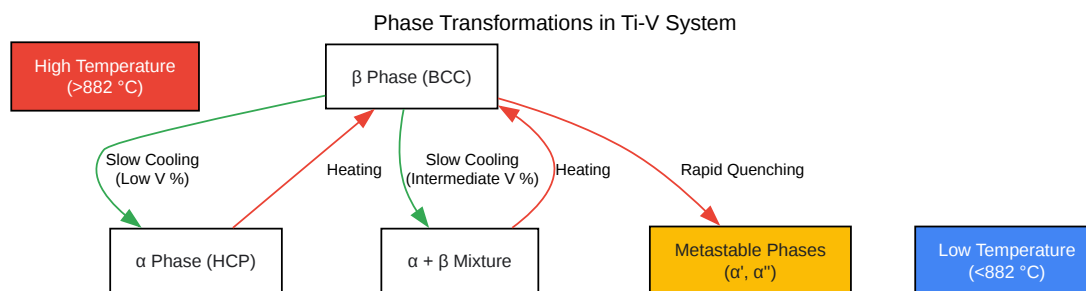 Phase Transformations in Ti-V System
High Temperature
(>882 °C)
β Phase (BCC)
Slow Cooling
(Low V %)
Heating
Slow Cooling
(Intermediate V %)
Heating
Rapid Quenching
α Phase (HCP)
α + β Mixture
Metastable Phases
(α', α'')
Low Temperature
(<882 °C)